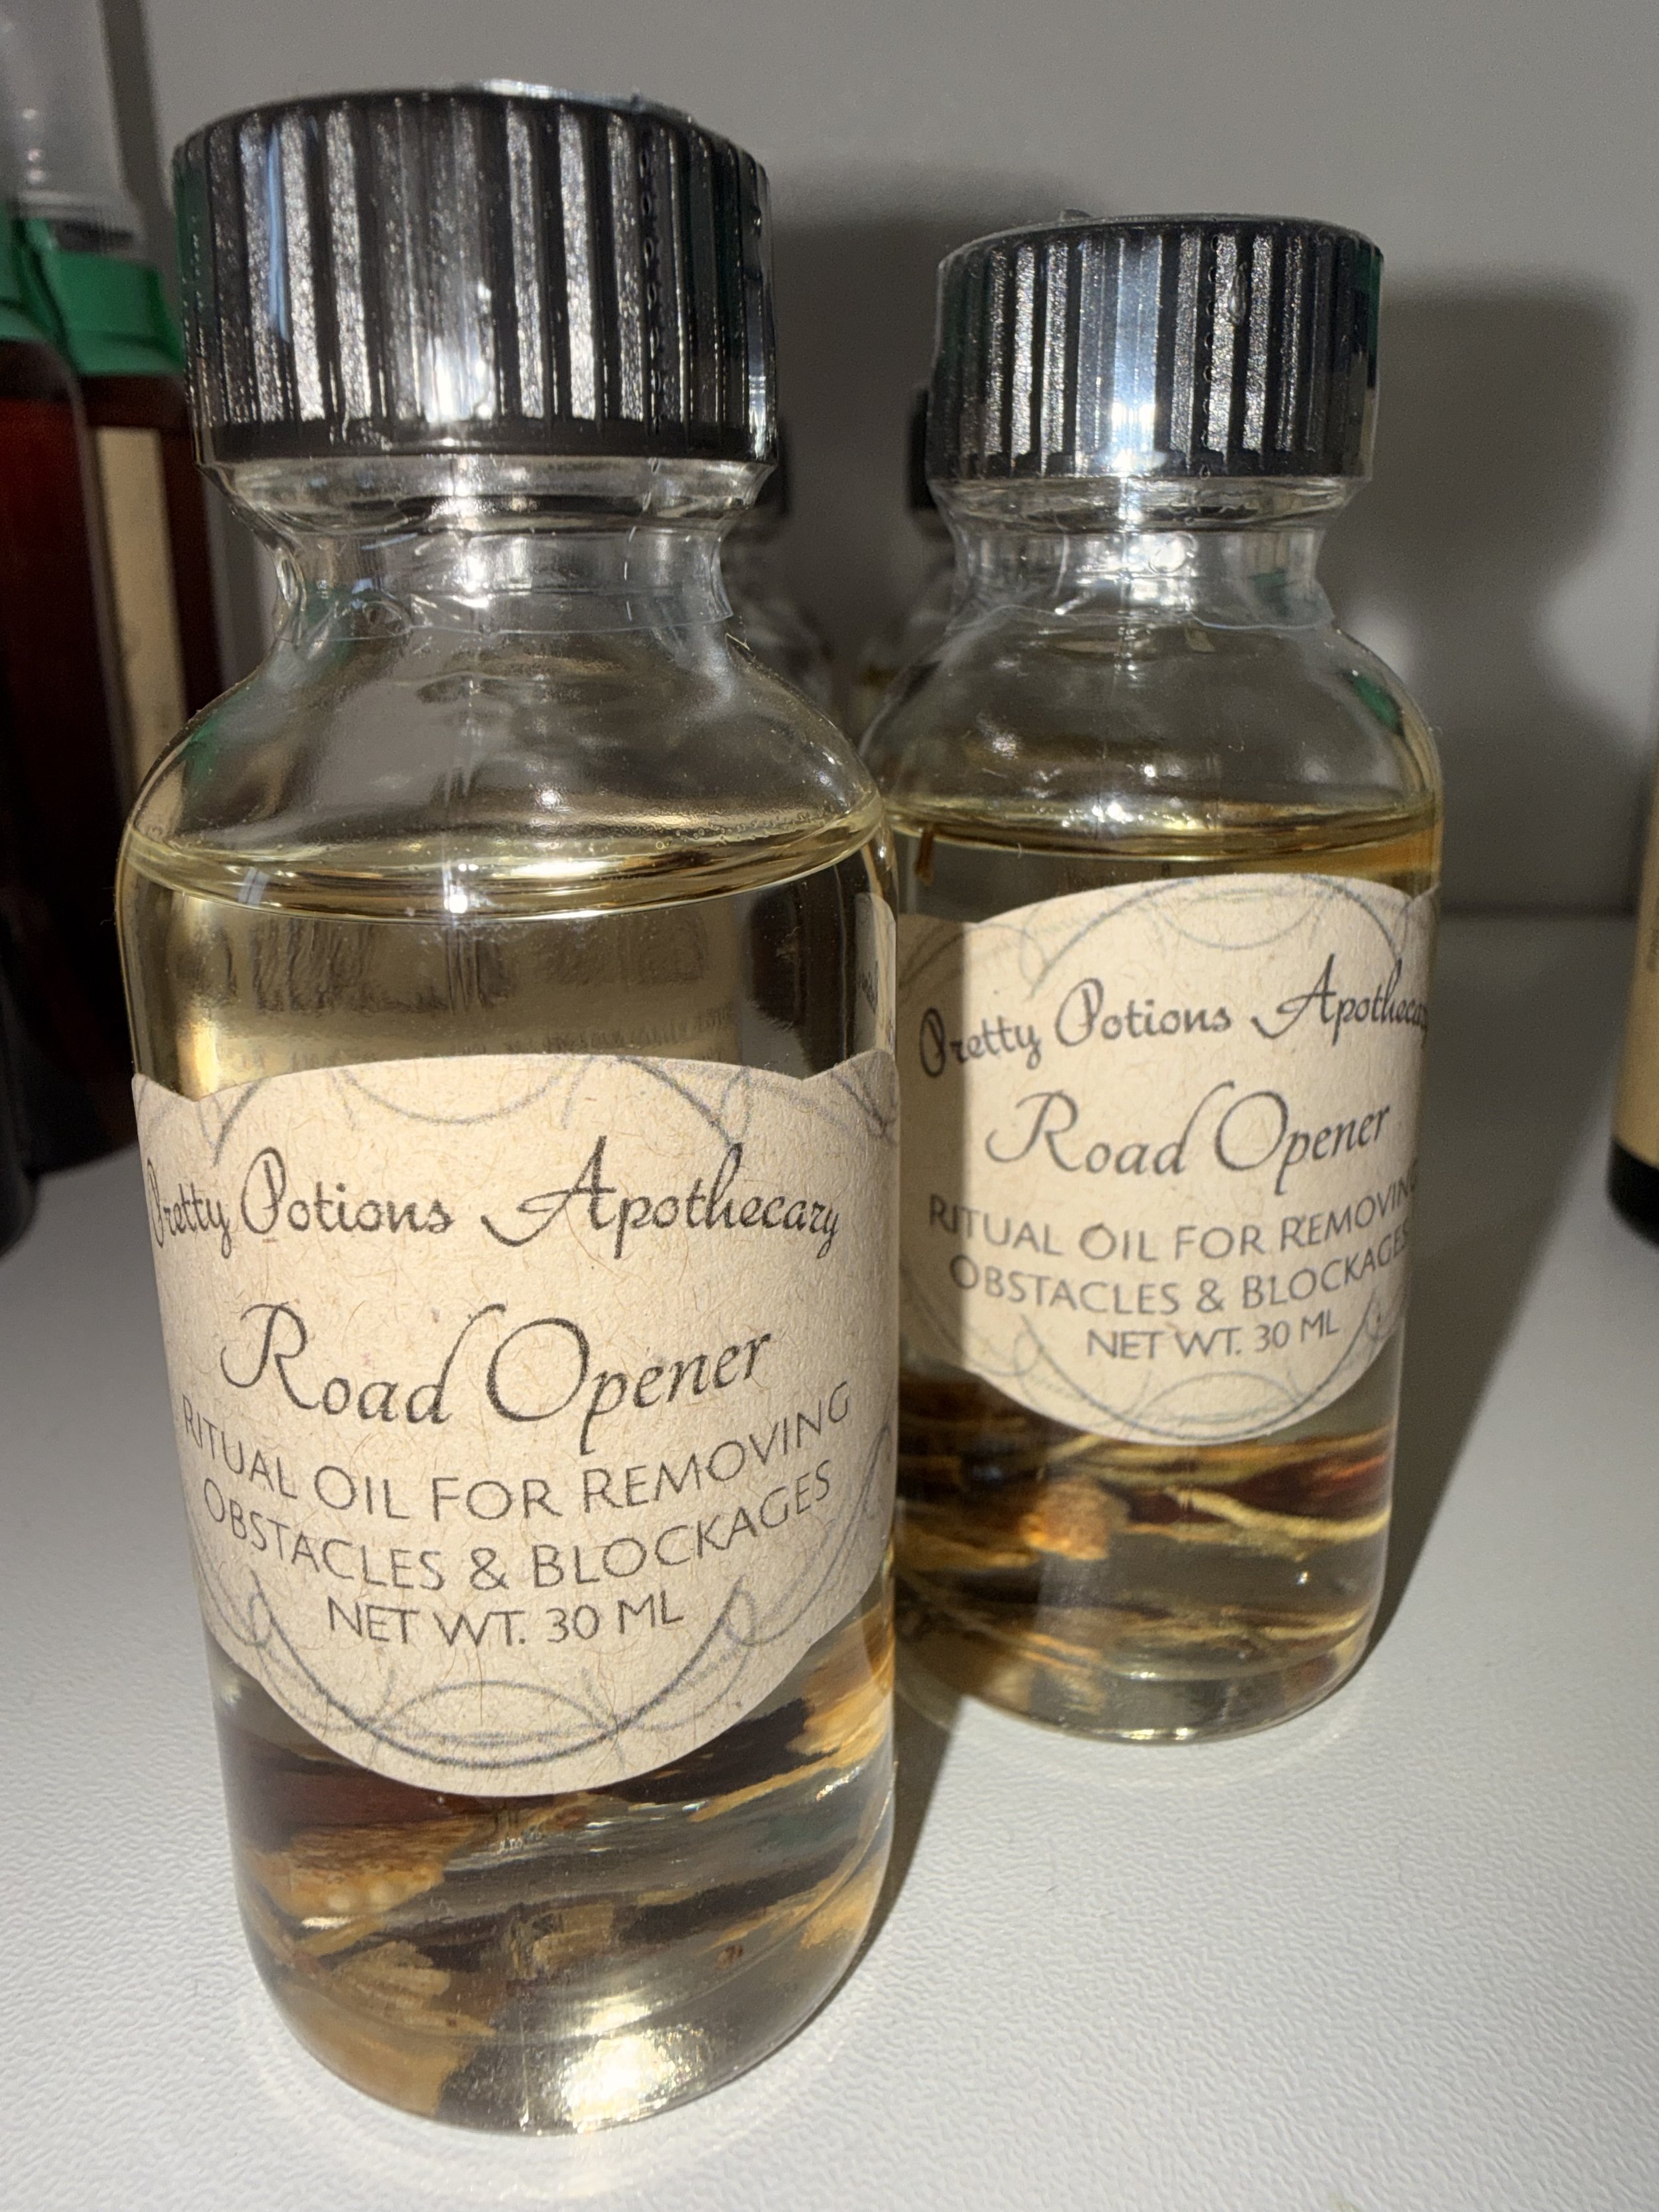 Pretty Potions Apothecary
Road Opener
RITUAL OIL FOR REMOVING
OBSTACLES & BLOCKAGES
NET WT. 30 ML
Pretty Potions Apothecary
Road Opener
RITUAL OIL FOR REMOVING
OBSTACLES & BLOCKAGES
NET WT. 30 ML